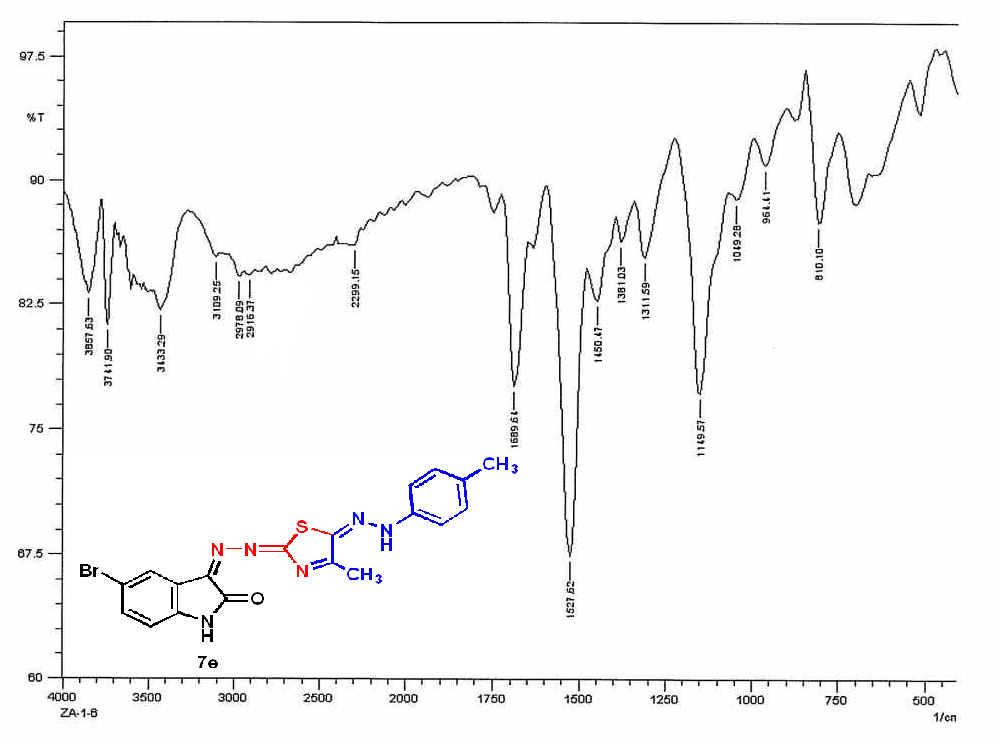 97.5
%T
90
82.5
75
67.5
60
3857.63
3741.90
3433.29
3109.25
2978.09
2916.37
2299.15
1689.64
1527.62
1450.47
1381.03
1311.59
1149.57
1049.28
964.41
810.10
CH3
S
N
N
H
N
N
N
CH3
Br
O
N
H
7e
4000
3500
3000
2500
2000
1750
1500
1250
1000
750
500
ZA-1-6
1/cm